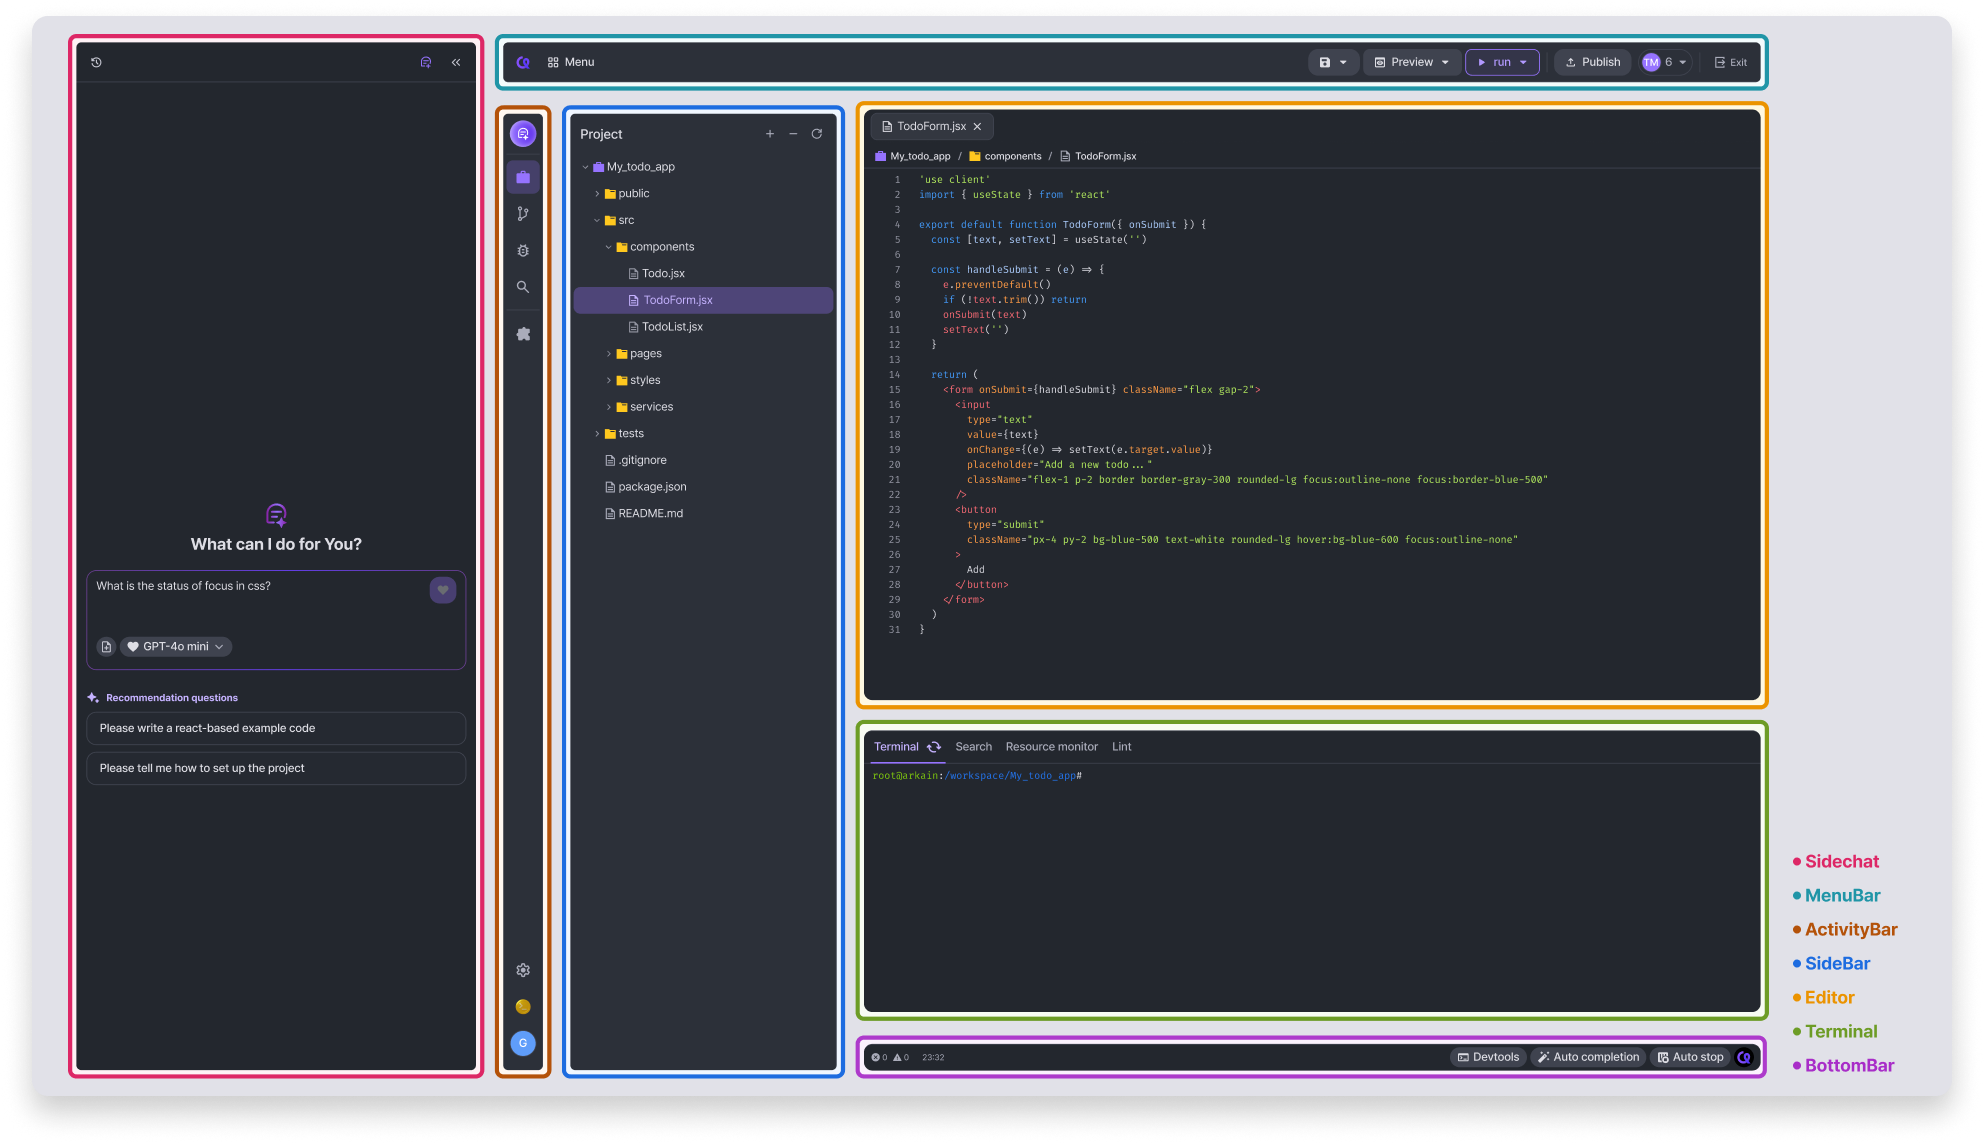 Menu
Preview
run
Publish
TM 6
Exit
What can I do for You?
What is the status of focus in css?
GPT-4o mini
Recommendation questions
Please write a react-based example code
Please tell me how to set up the project
G
Project
My_todo_app
public
src
components
Todo.jsx
TodoForm.jsx
TodoList.jsx
pages
styles
services
tests
.gitignore
package.json
README.md
TodoForm.jsx
My_todo_app / components / TodoForm.jsx
1 'use client'
2 import { useState } from 'react'
3
4 export default function TodoForm({ onSubmit }) {
5 const [text, setText] = useState('')
6
7 const handleSubmit = (e) => {
8 e.preventDefault()
9 if (!text.trim()) return
10 onSubmit(text)
11 setText('')
12 }
13
14 return (
15 <form onSubmit={handleSubmit} className="flex gap-2">
16 <input
17 type="text"
18 value={text}
19 onChange={(e) => setText(e.target.value)}
20 placeholder="Add a new todo..."
21 className="flex-1 p-2 border border-gray-300 rounded-lg focus:outline-none focus:border-blue-500"
22 />
23 <button
24 type="submit"
25 className="px-4 py-2 bg-blue-500 text-white rounded-lg hover:bg-blue-600 focus:outline-none"
26 >
27 Add
28 </button>
29 </form>
30 )
31 }
Terminal Search Resource monitor Lint
root@arkain:/workspace/My_todo_app#
0 0 23:32
Devtools
Auto completion
Auto stop
Sidechat
MenuBar
ActivityBar
SideBar
Editor
Terminal
BottomBar